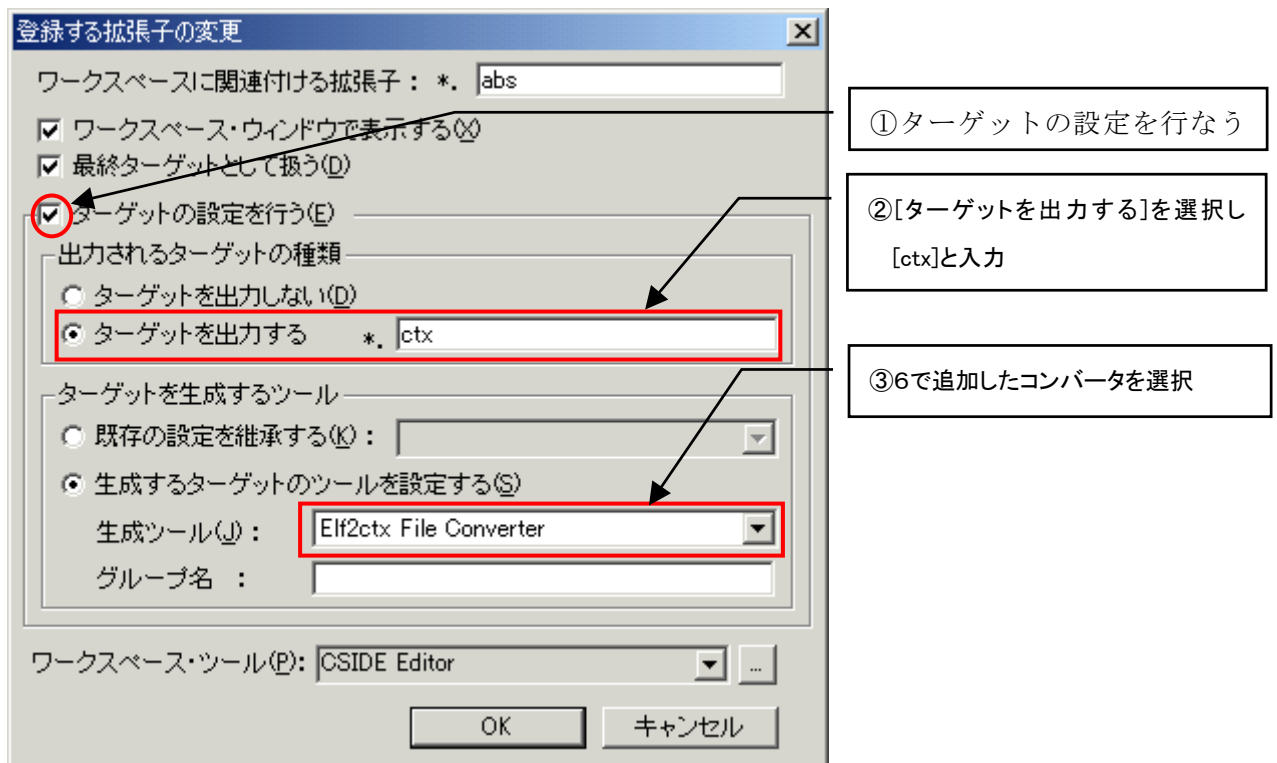 登録する拡張子の変更
ワークスペースに関連付ける拡張子： *. abs
ワークスペース・ウィンドウで表示する(X)
最終ターゲットとして扱う(D)
ターゲットの設定を行う(E)
出力されるターゲットの種類
ターゲットを出力しない(D)
ターゲットを出力する *. ctx
ターゲットを生成するツール
既存の設定を継承する(K)：
生成するターゲットのツールを設定する(S)
生成ツール(J)： Elf2ctx File Converter
グループ名 ：
ワークスペース・ツール(P): CSIDE Editor ...
OK キャンセル
①ターゲットの設定を行なう
②[ターゲットを出力する]を選択し
[ctx]と入力
③6で追加したコンバータを選択